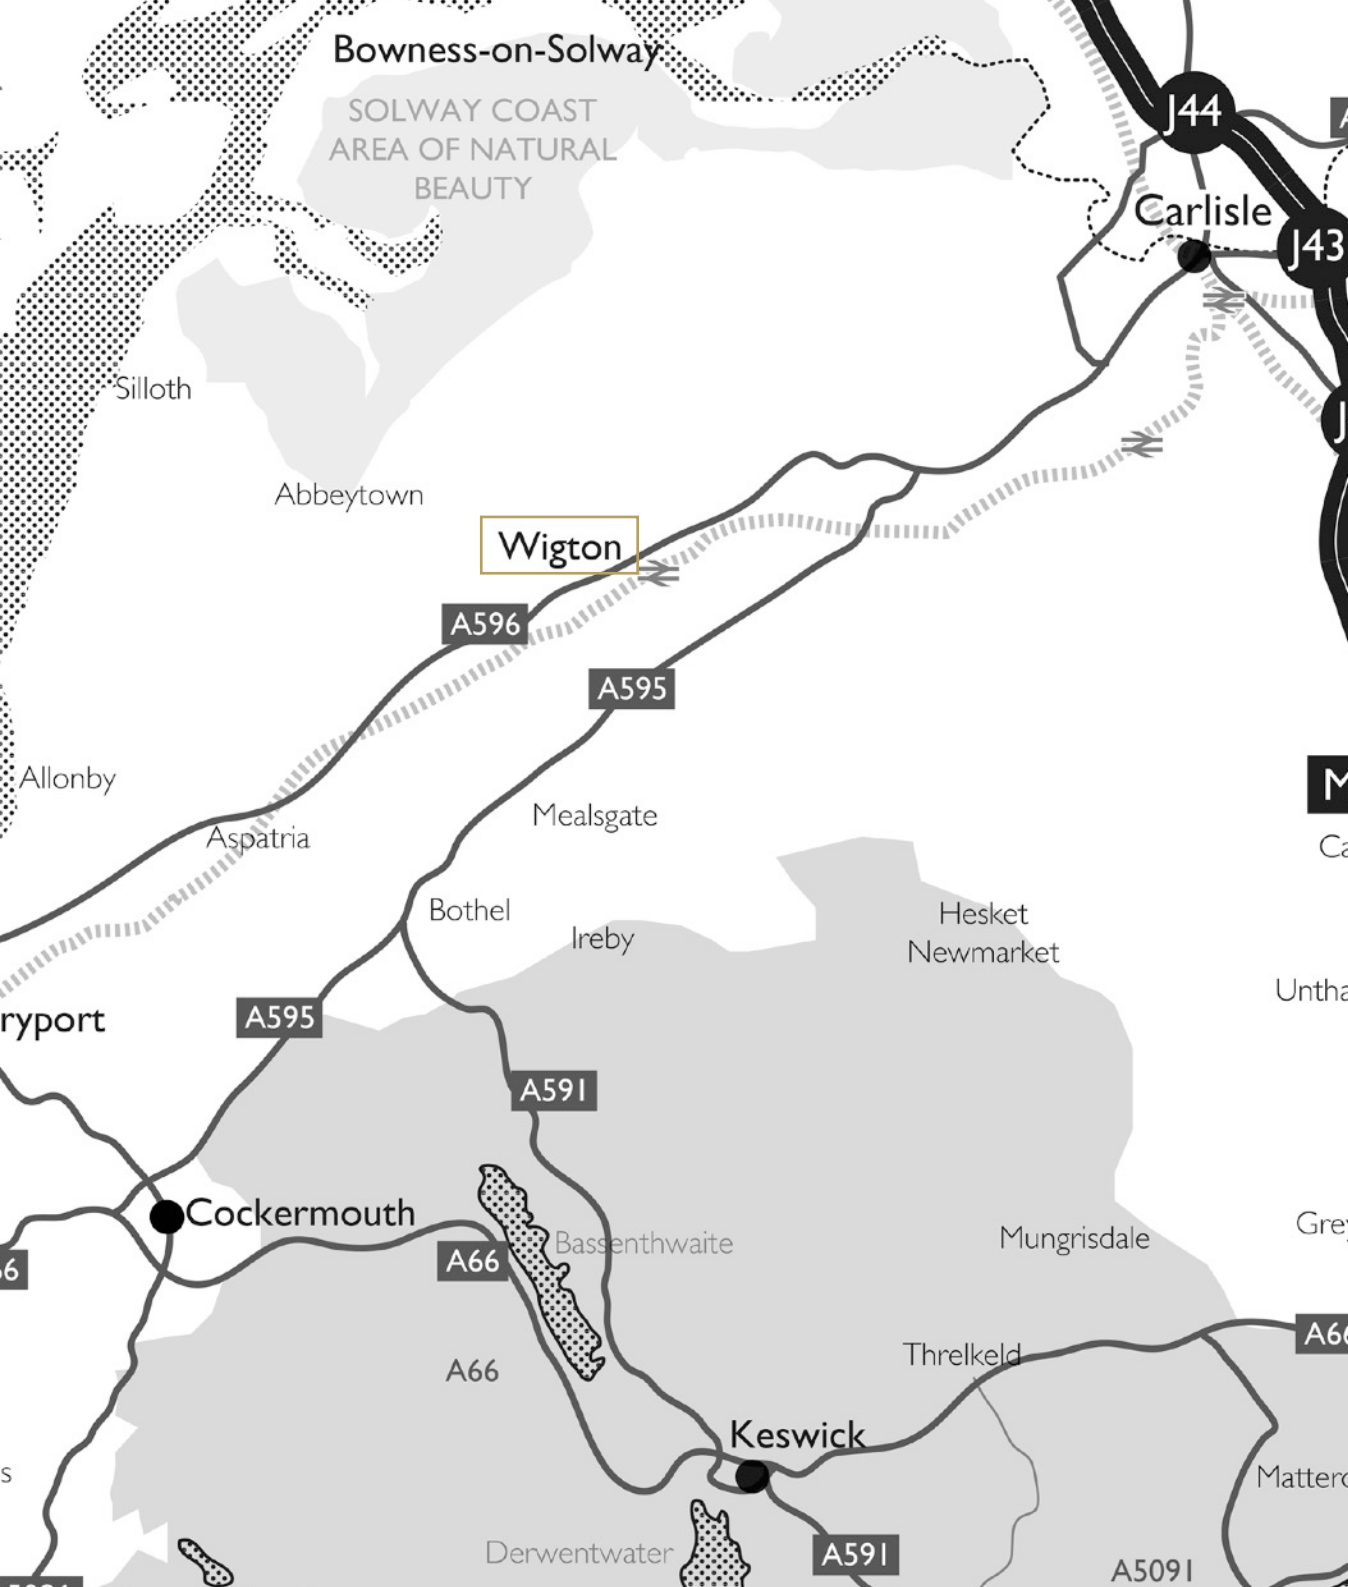 Bowness-on-Solway
SOLWAY COAST
AREA OF NATURAL
BEAUTY
J44
Carlisle
J43
Silloth
Abbeytown
Wigton
A596
A595
Allonby
Mealsgate
Aspatria
Bothel
Ireby
Hesket
Newmarket
A595
ryport
A591
Cockermouth
Bassenthwaite
Mungrisdale
A66
A66
Threlkeld
Keswick
Derwentwater
A591
A5091